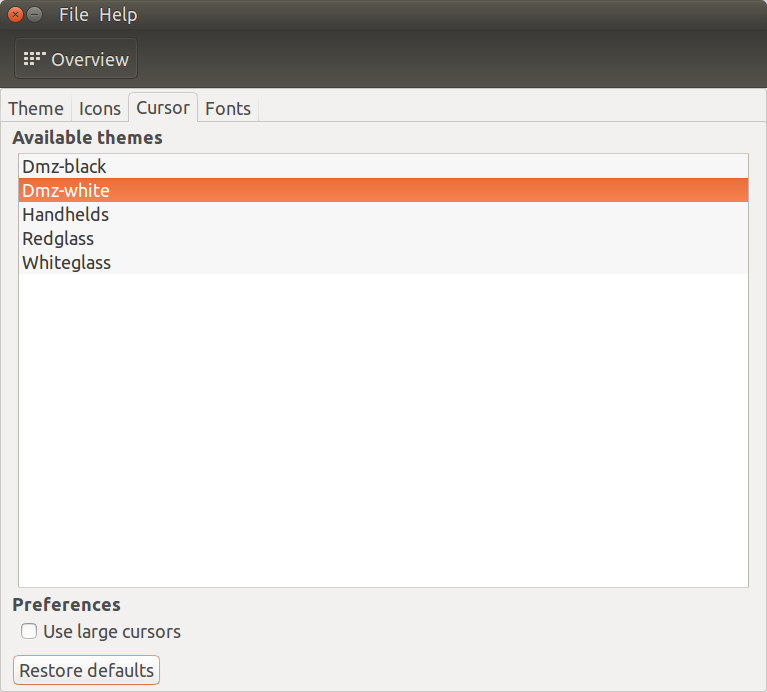 File Help
Overview
Theme Icons Cursor Fonts
Available themes
Dmz-black
Dmz-white
Handhelds
Redglass
Whiteglass
Preferences
Use large cursors
Restore defaults